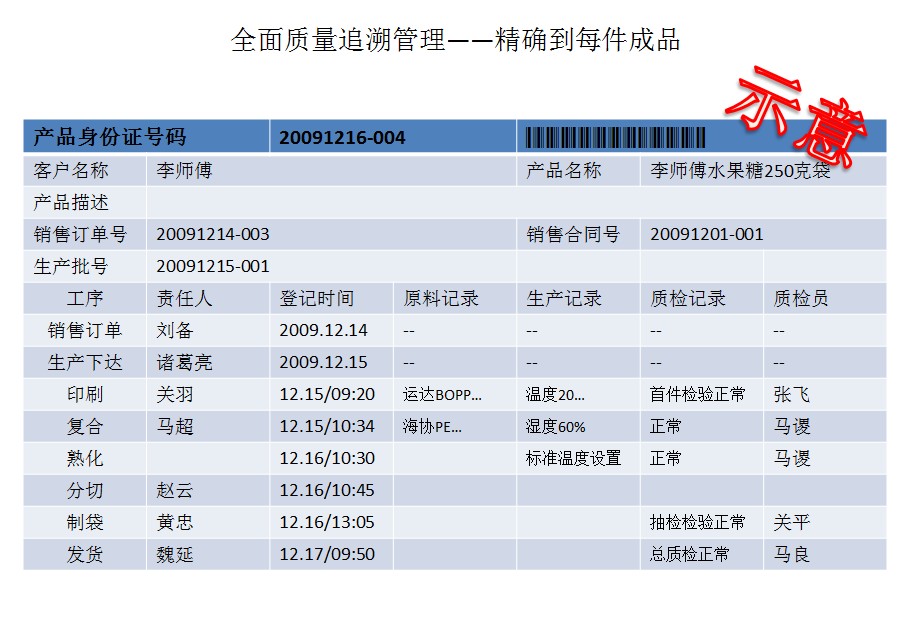 全面质量追溯管理——精确到每件成品
示意
产品身份证号码 20091216-004
客户名称 李师傅 产品名称 李师傅水果糖250克袋
产品描述
销售订单号 20091214-003 销售合同号 20091201-001
生产批号 20091215-001
工序 责任人 登记时间 原料记录 生产记录 质检记录 质检员
销售订单 刘备 2009.12.14 -- -- -- --
生产下达 诸葛亮 2009.12.15 -- -- -- --
印刷 关羽 12.15/09:20 运达BOPP... 温度20... 首件检验正常 张飞
复合 马超 12.15/10:34 海协PE... 湿度60% 正常 马谡
熟化 12.16/10:30 标准温度设置 正常 马谡
分切 赵云 12.16/10:45
制袋 黄忠 12.16/13:05 抽检检验正常 关平
发货 魏延 12.17/09:50 总质检正常 马良